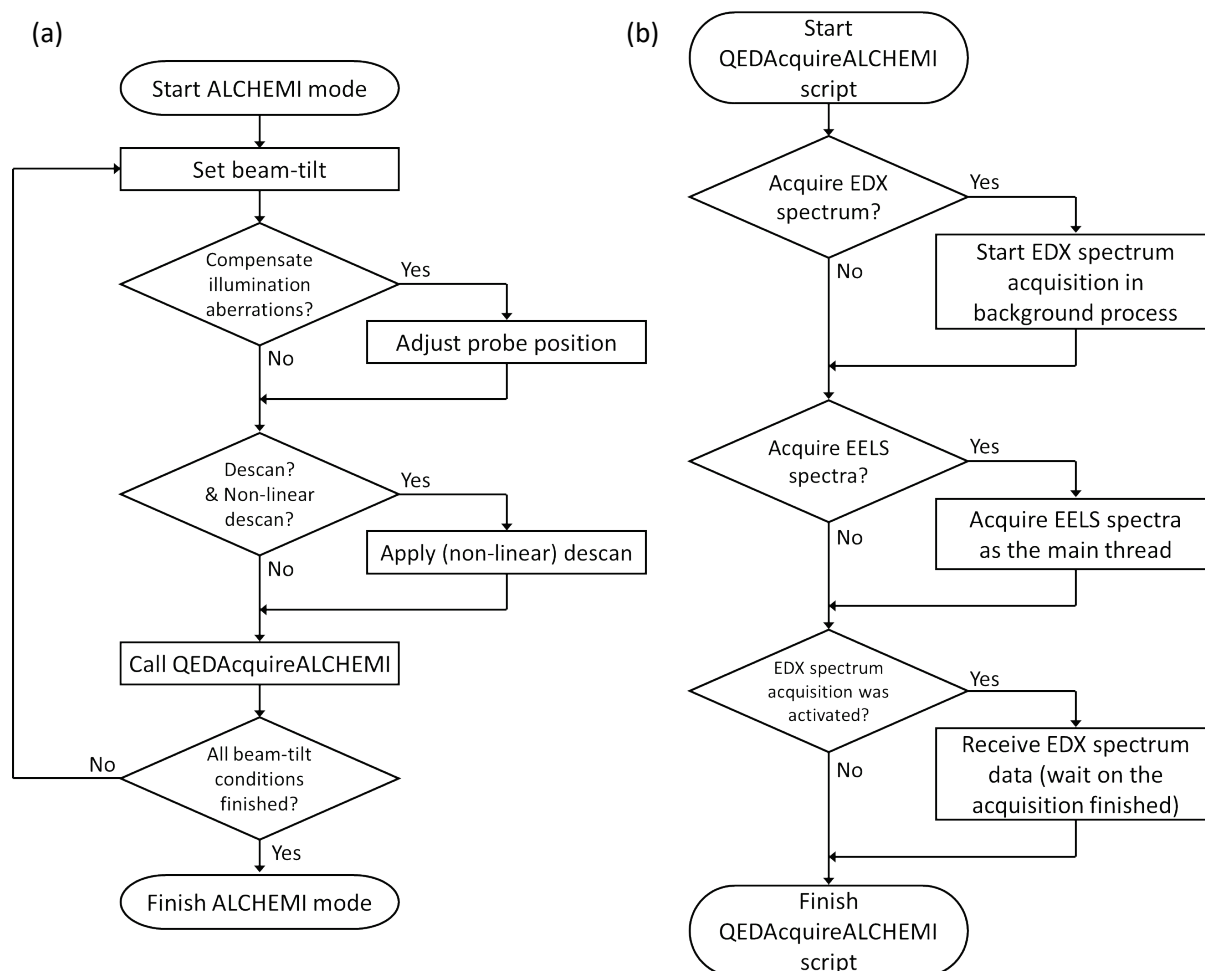 (a)
Start ALCHEMI mode
Set beam-tilt
Compensate
illumination
aberrations?
Yes
Adjust probe position
No
Descan?
& Non-linear
descan?
Yes
Apply (non-linear) descan
No
Call QEDAcquireALCHEMI
All beam-tilt
conditions
finished?
No
Yes
Finish ALCHEMI mode
(b)
Start
QEDAcquireALCHEMI
script
Acquire EDX
spectrum?
Yes
Start EDX spectrum
acquisition in
background process
No
Acquire EELS
spectra?
Yes
Acquire EELS spectra
as the main thread
No
EDX spectrum
acquisition was
activated?
Yes
Receive EDX spectrum
data (wait on the
acquisition finished)
No
Finish
QEDAcquireALCHEMI
script